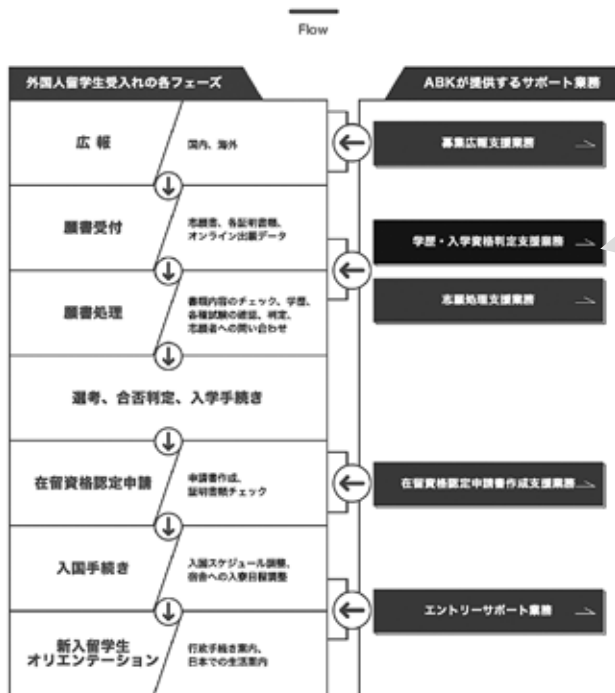 Flow
外国人留学生受入れの各フェーズ
ABKが提供するサポート業務
広 報
国内、海外
募集広報支援業務
願書受付
志願書、各証明書類、
オンライン出願データ
学歴・入学資格判定支援業務
志願処理支援業務
願書処理
書類内容のチェック、学歴、
各種試験の確認、判定、
志願者への問い合わせ
選考、合否判定、入学手続き
在留資格認定申請
申請書作成、
証明書類チェック
在留資格認定申請書作成支援業務
入国手続き
入国スケジュール調整、
宿舎への入寮日程調整
エントリーサポート業務
新入留学生
オリエンテーション
行政手続き案内、
日本での生活案内